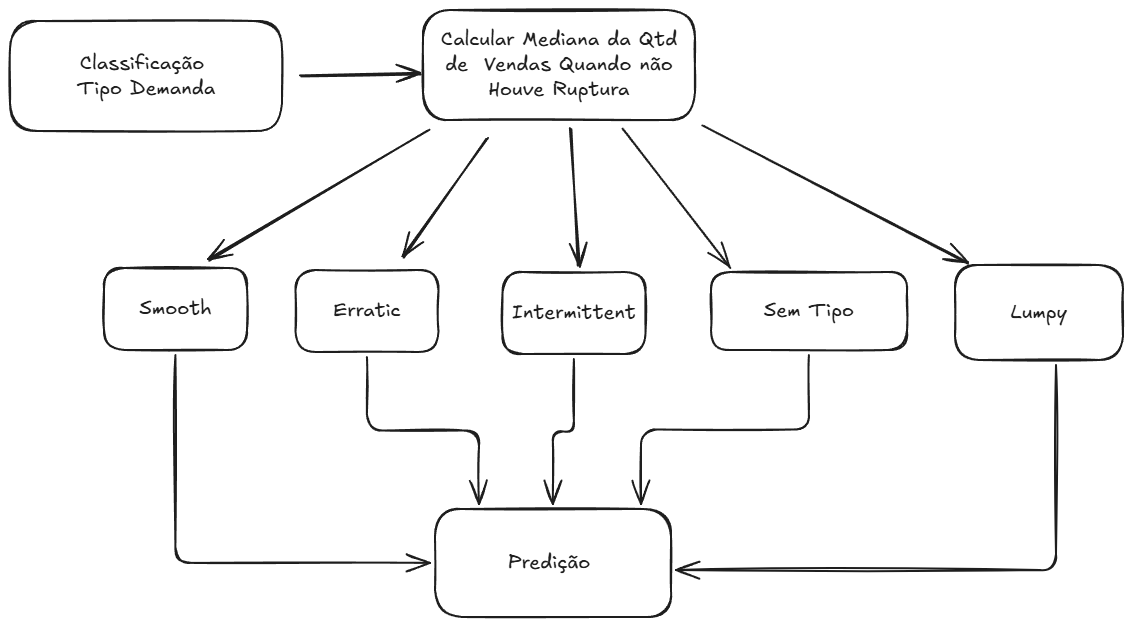 Classificação
Tipo Demanda
Calcular Mediana da Qtd
de Vendas Quando não
Houve Ruptura
Smooth
Erratic
Intermittent
Sem Tipo
Lumpy
Predição